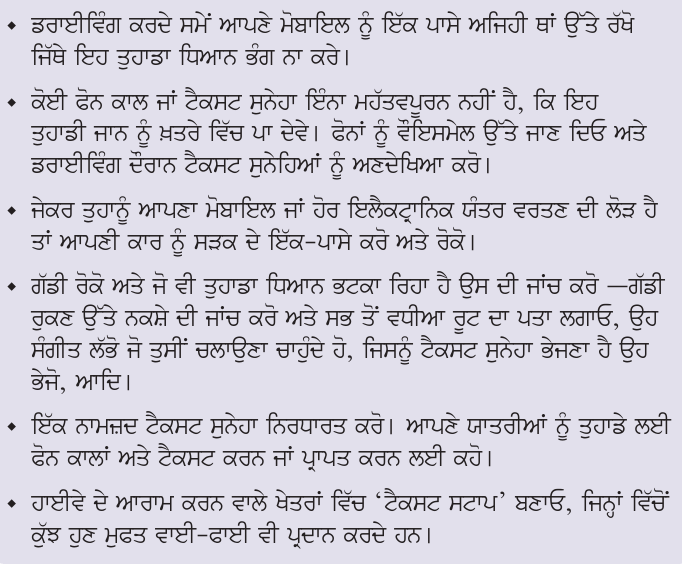 • ਡਰਾਈਵਿੰਗ ਕਰਦੇ ਸਮੇਂ ਆਪਣੇ ਮੋਬਾਇਲ ਨੂੰ ਇੱਕ ਪਾਸੇ ਅਜਿਹੀ ਥਾਂ ਉੱਤੇ ਰੱਖੋ
ਜਿੱਥੇ ਇਹ ਤੁਹਾਡਾ ਧਿਆਨ ਭੰਗ ਨਾ ਕਰੇ।
• ਕੋਈ ਫੋਨ ਕਾਲ ਜਾਂ ਟੈਕਸਟ ਸੁਨੇਹਾ ਇੰਨਾ ਮਹੱਤਵਪੂਰਨ ਨਹੀਂ ਹੈ, ਕਿ ਇਹ
ਤੁਹਾਡੀ ਜਾਨ ਨੂੰ ਖ਼ਤਰੇ ਵਿੱਚ ਪਾ ਦੇਵੇ। ਫੋਨਾਂ ਨੂੰ ਵੌਇਸਮੇਲ ਉੱਤੇ ਜਾਣ ਦਿਓ ਅਤੇ
ਡਰਾਈਵਿੰਗ ਦੌਰਾਨ ਟੈਕਸਟ ਸੁਨੇਹਿਆਂ ਨੂੰ ਅਣਦੇਖਿਆ ਕਰੋ।
• ਜੇਕਰ ਤੁਹਾਨੂੰ ਆਪਣਾ ਮੋਬਾਇਲ ਜਾਂ ਹੋਰ ਇਲੈਕਟ੍ਰਾਨਿਕ ਯੰਤਰ ਵਰਤਣ ਦੀ ਲੋੜ ਹੈ
ਤਾਂ ਆਪਣੀ ਕਾਰ ਨੂੰ ਸੜਕ ਦੇ ਇੱਕ-ਪਾਸੇ ਕਰੋ ਅਤੇ ਰੋਕੋ।
• ਗੱਡੀ ਰੋਕੋ ਅਤੇ ਜੋ ਵੀ ਤੁਹਾਡਾ ਧਿਆਨ ਭਟਕਾ ਰਿਹਾ ਹੈ ਉਸ ਦੀ ਜਾਂਚ ਕਰੋ —ਗੱਡੀ
ਰੁਕਣ ਉੱਤੇ ਨਕਸ਼ੇ ਦੀ ਜਾਂਚ ਕਰੋ ਅਤੇ ਸਭ ਤੋਂ ਵਧੀਆ ਰੂਟ ਦਾ ਪਤਾ ਲਗਾਓ, ਉਹ
ਸੰਗੀਤ ਲੱਭੋ ਜੋ ਤੁਸੀਂ ਚਲਾਉਣਾ ਚਾਹੁੰਦੇ ਹੋ, ਜਿਸਨੂੰ ਟੈਕਸਟ ਸੁਨੇਹਾ ਭੇਜਣਾ ਹੈ ਉਹ
ਭੇਜੋ, ਆਦਿ।
• ਇੱਕ ਨਾਮਜ਼ਦ ਟੈਕਸਟ ਸੁਨੇਹਾ ਨਿਰਧਾਰਤ ਕਰੋ। ਆਪਣੇ ਯਾਤਰੀਆਂ ਨੂੰ ਤੁਹਾਡੇ ਲਈ
ਫੋਨ ਕਾਲਾਂ ਅਤੇ ਟੈਕਸਟ ਕਰਨ ਜਾਂ ਪ੍ਰਾਪਤ ਕਰਨ ਲਈ ਕਹੋ।
• ਹਾਈਵੇ ਦੇ ਆਰਾਮ ਕਰਨ ਵਾਲੇ ਖੇਤਰਾਂ ਵਿੱਚ ‘ਟੈਕਸਟ ਸਟਾਪ’ ਬਣਾਓ, ਜਿਨ੍ਹਾਂ ਵਿੱਚੋਂ
ਕੁੱਝ ਹੁਣ ਮੁਫਤ ਵਾਈ-ਫਾਈ ਵੀ ਪ੍ਰਦਾਨ ਕਰਦੇ ਹਨ।